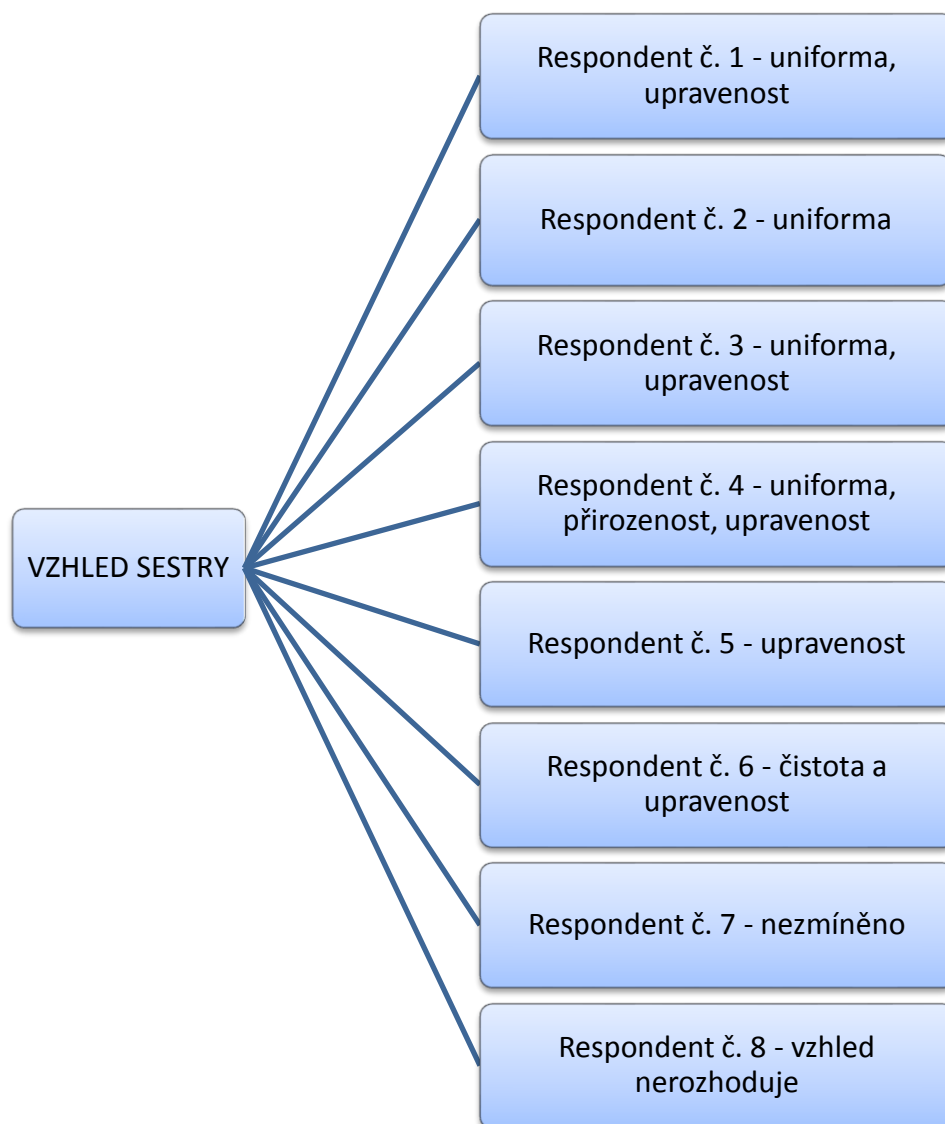 Respondent č. 1 - uniforma,
upravenost
Respondent č. 2 - uniforma
Respondent č. 3 - uniforma,
upravenost
Respondent č. 4 - uniforma,
přirozenost, upravenost
VZHLED SESTRY
Respondent č. 5 - upravenost
Respondent č. 6 - čistota a
upravenost
Respondent č. 7 - nezmíněno
Respondent č. 8 - vzhled
nerozhoduje